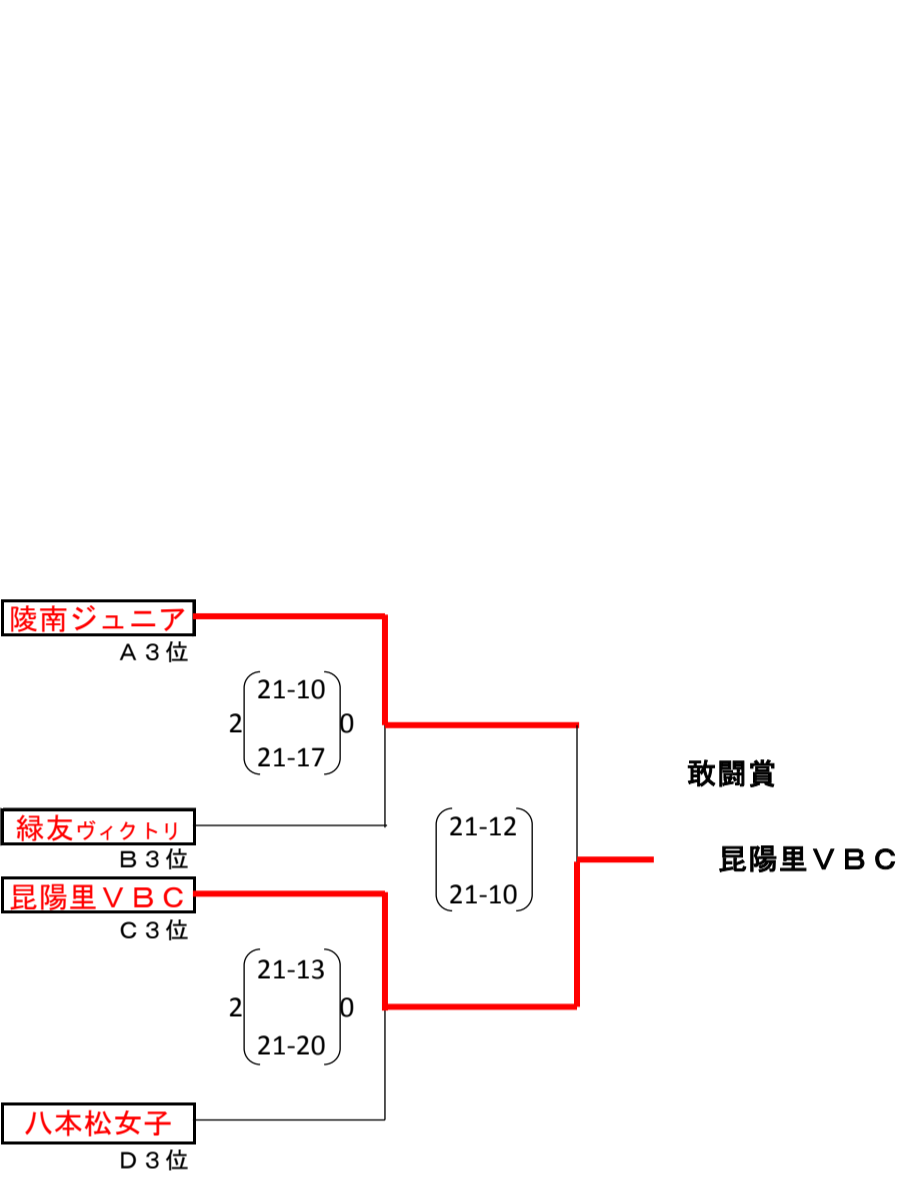 陵南ジュニア
A３位
21-10
2 0
21-17
敢闘賞
緑友ヴィクトリ
B３位
21-12
昆陽里ＶＢＣ
昆陽里ＶＢＣ
21-10
C３位
21-13
2 0
21-20
八本松女子
D３位